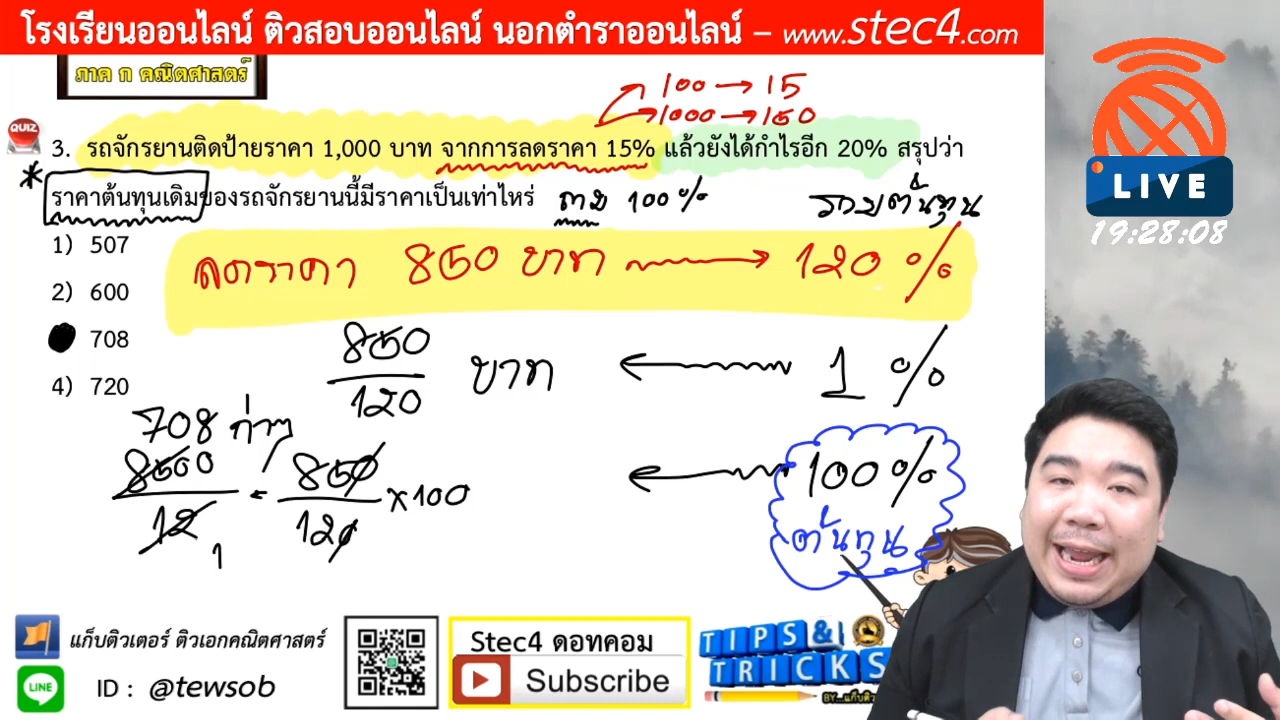 โรงเรียนออนไลน์ ติวสอบออนไลน์ นอกตำราออนไลน์ – www.stec4.com
ภาค ก คณิตศาสตร์
100 → 15
1000 → 150
QUIZ
3. รถจักรยานติดป้ายราคา 1,000 บาท จากการลดราคา 15% แล้วยังได้กำไรอีก 20% สรุปว่า
* ราคาต้นทุนเดิมของรถจักรยานนี้มีราคาเป็นเท่าไหร่ ถาม 100% รวมต้นทุน
LIVE
19:28:08
1) 507
ลดราคา 850 บาท → 120 %
2) 600
708
850/120 บาท ← 1 %
4) 720
708 กว่าๆ
8500/12 = 850/120 ×100 ← 100%
1
ต้นทุน
แก็บติวเตอร์ ติวเอกคณิตศาสตร์
LINE ID : @tewsob
Stec4 ดอทคอม
Subscribe
TIPS &
TRICKS